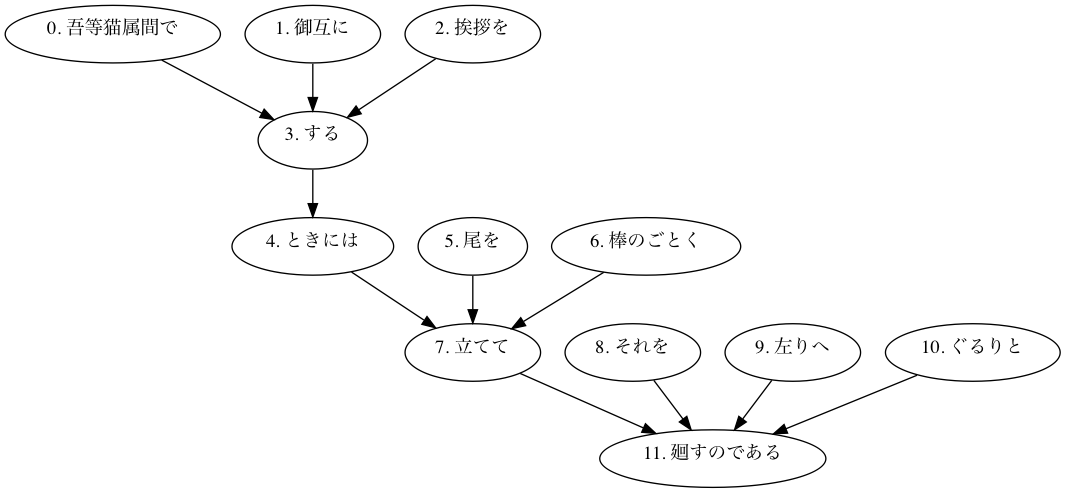 0. 吾等猫属間で
1. 御互に
2. 挨拶を
3. する
4. ときには
5. 尾を
6. 棒のごとく
7. 立てて
8. それを
9. 左りへ
10. ぐるりと
11. 廻すのである